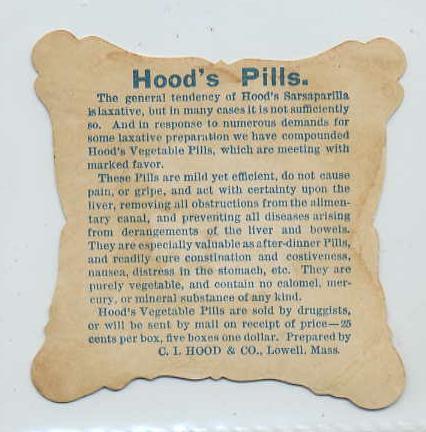 Hood's Pills.
The general tendency of Hood's Sarsaparilla
is laxative, but in many cases it is not sufficiently
so. And in response to numerous demands for
some laxative preparation we have compounded
Hood's Vegetable Pills, which are meeting with
marked favor.
These Pills are mild yet efficient, do not cause
pain, or gripe, and act with certainty upon the
liver, removing all obstructions from the alimen-
tary canal, and preventing all diseases arising
from derangements of the liver and bowels.
They are especially valuable as after-dinner Pills,
and readily cure constination and costiveness,
nausea, distress in the stomach, etc. They are
purely vegetable, and contain no calomel, mer-
cury, or mineral substance of any kind.
Hood's Vegetable Pills are sold by druggists,
or will be sent by mail on receipt of price—25
cents per box, five boxes one dollar. Prepared by
C. I. HOOD & CO., Lowell, Mass.